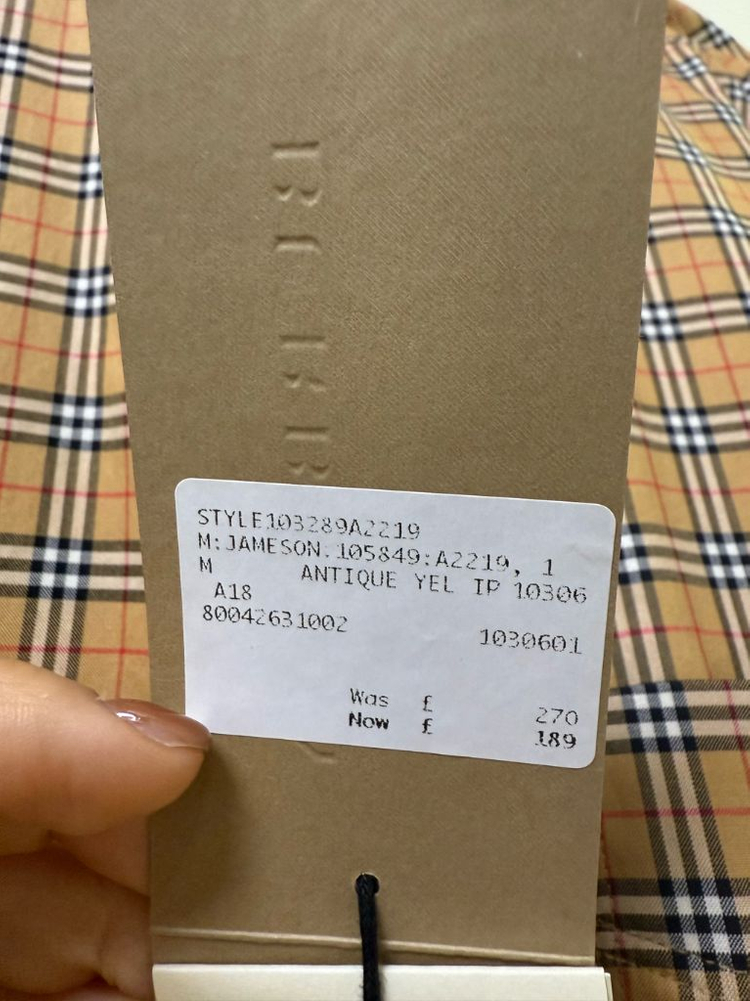 STYLE103289A2219
M:JAMESON.105849:A2219, 1
M ANTIQUE YEL IP 10306
A18
80042631002 1030601
Was £ 270
Now £ 189